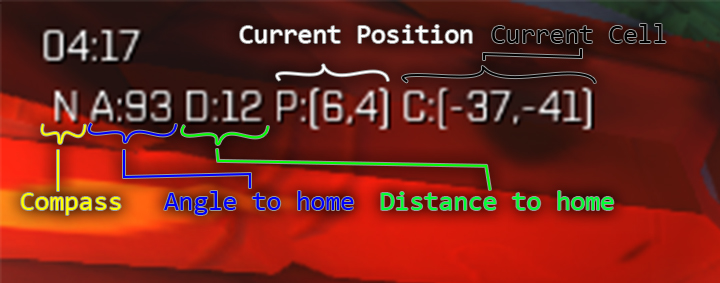 Current Position Current Cell
04:17
N A:93 D:12 P:(6,4) C:(-37,-41)
Compass Angle to home Distance to home